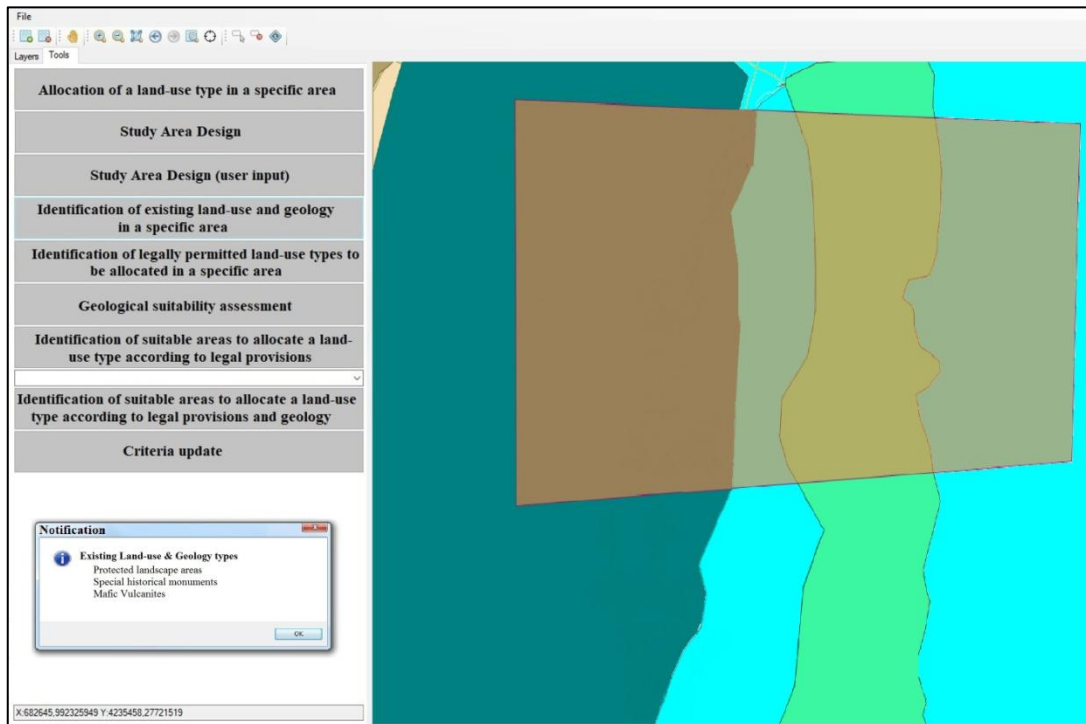 File
Layers Tools
Allocation of a land-use type in a specific area
Study Area Design
Study Area Design (user input)
Identification of existing land-use and geology
in a specific area
Identification of legally permitted land-use types to
be allocated in a specific area
Geological suitability assessment
Identification of suitable areas to allocate a land-
use type according to legal provisions
Identification of suitable areas to allocate a land-use
type according to legal provisions and geology
Criteria update
Notification
Existing Land-use & Geology types
Protected landscape areas
Special historical monuments
Mafic Vulcanites
OK
X:682645,992325949 Y:4235458,27721519